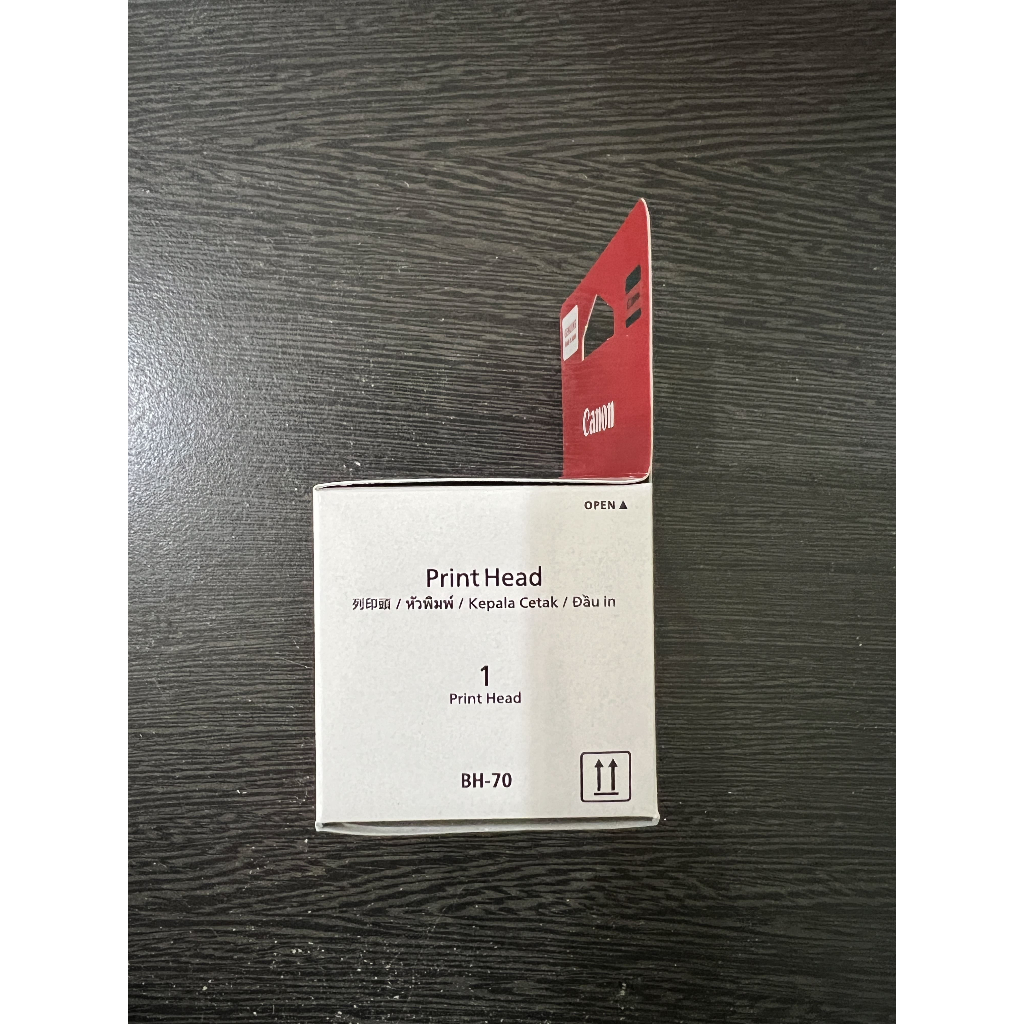 Canon
OPEN ▲
Print Head
列印頭 / หัวพิมพ์ / Kepala Cetak / Đầu in
1
Print Head
BH-70